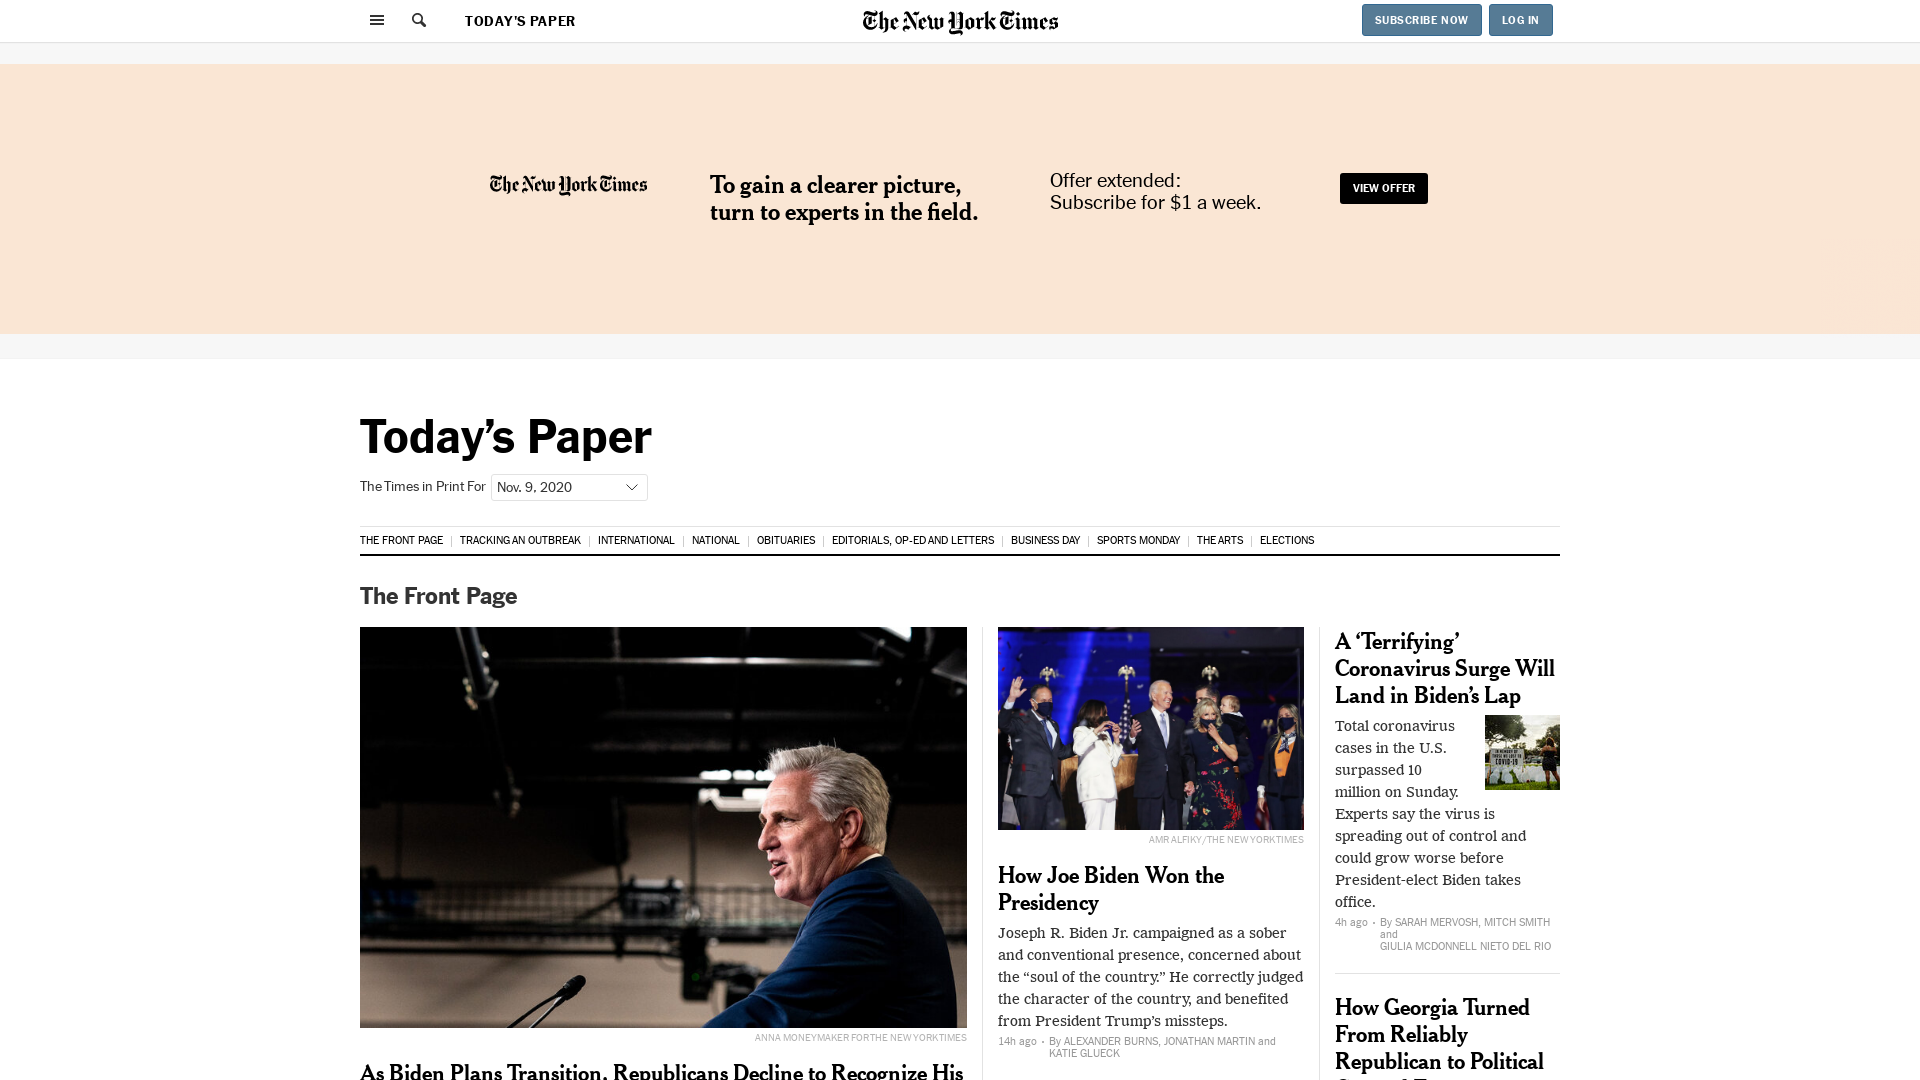 TODAY'S PAPER
The New York Times
SUBSCRIBE NOW
LOG IN
The New York Times
To gain a clearer picture,
turn to experts in the field.
Offer extended:
Subscribe for $1 a week.
VIEW OFFER
Today’s Paper
The Times in Print For
Nov. 9, 2020
THE FRONT PAGE
TRACKING AN OUTBREAK
INTERNATIONAL
NATIONAL
OBITUARIES
EDITORIALS, OP-ED AND LETTERS
BUSINESS DAY
SPORTS MONDAY
THE ARTS
ELECTIONS
The Front Page
ANNA MONEYMAKER FOR THE NEW YORK TIMES
As Biden Plans Transition, Republicans Decline to Recognize His
AMR ALFIKY/THE NEW YORK TIMES
How Joe Biden Won the
Presidency
Joseph R. Biden Jr. campaigned as a sober
and conventional presence, concerned about
the “soul of the country.” He correctly judged
the character of the country, and benefited
from President Trump’s missteps.
14h ago · By ALEXANDER BURNS, JONATHAN MARTIN and
KATIE GLUECK
A ‘Terrifying’
Coronavirus Surge Will
Land in Biden’s Lap
Total coronavirus
cases in the U.S.
surpassed 10
million on Sunday.
Experts say the virus is
spreading out of control and
could grow worse before
President-elect Biden takes
office.
COVID-19
4h ago · By SARAH MERVOSH, MITCH SMITH
and
GIULIA MCDONNELL NIETO DEL RIO
How Georgia Turned
From Reliably
Republican to Political